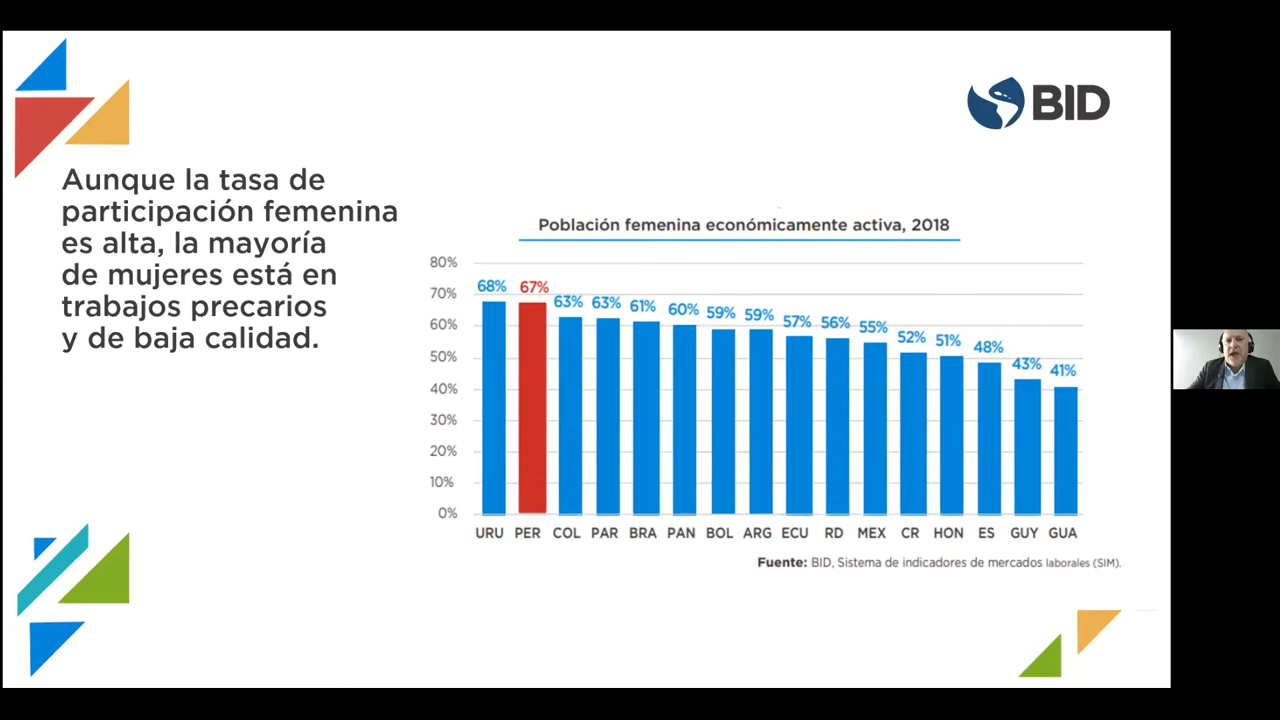 BID
Aunque la tasa de
participación femenina
es alta, la mayoría
de mujeres está en
trabajos precarios
y de baja calidad.
Población femenina económicamente activa, 2018
80%
70%
60%
50%
40%
30%
20%
10%
0%
68% 67% 63% 63% 61% 60% 59% 59% 57% 56% 55% 52% 51% 48% 43% 41%
URU PER COL PAR BRA PAN BOL ARG ECU RD MEX CR HON ES GUY GUA
Fuente: BID, Sistema de indicadores de mercados laborales (SIM).